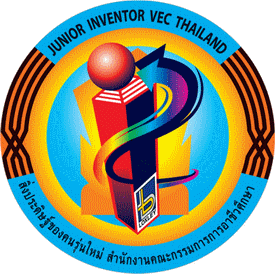 JUNIOR INVENTOR VEC THAILAND
สิ่งประดิษฐ์ของคนรุ่นใหม่ สำนักงานคณะกรรมการการอาชีวศึกษา